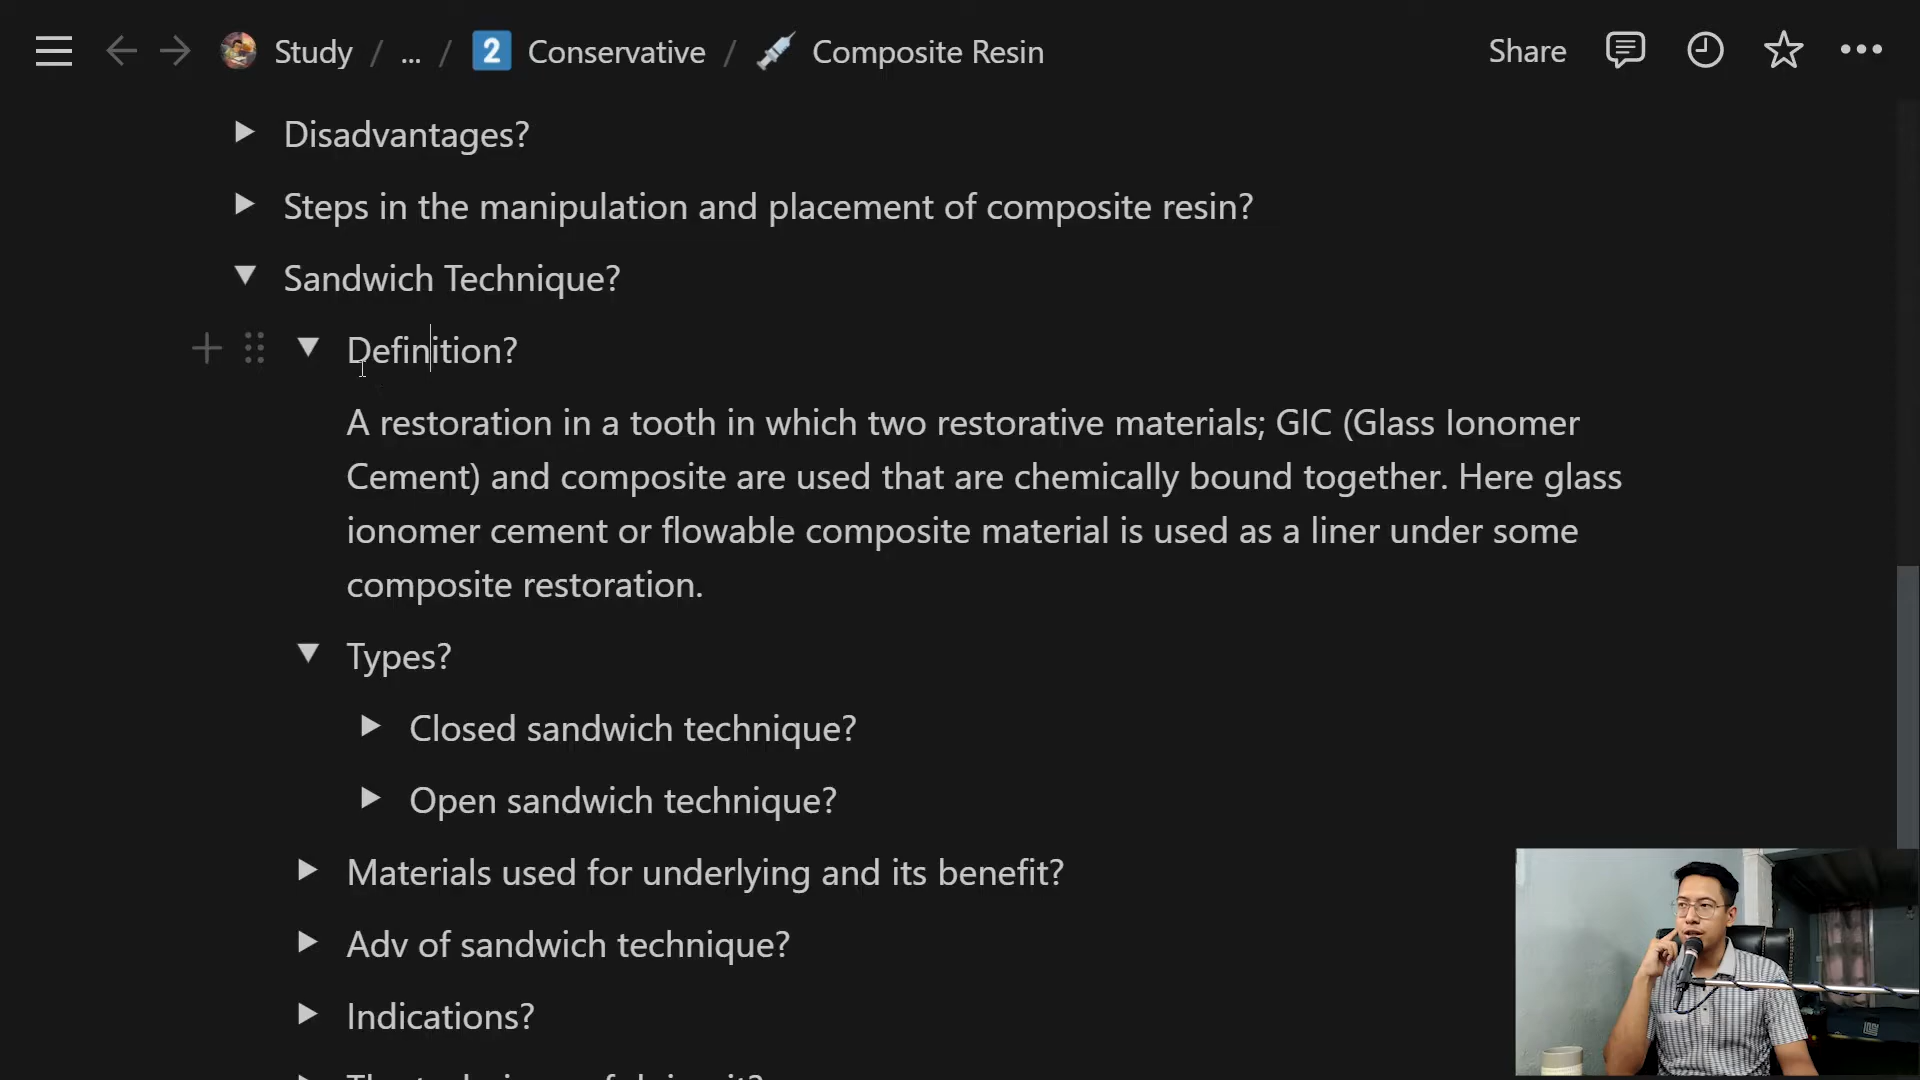 Study / ... / 2 Conservative / Composite Resin
Share
Disadvantages?
Steps in the manipulation and placement of composite resin?
Sandwich Technique?
Definition?
A restoration in a tooth in which two restorative materials; GIC (Glass Ionomer
Cement) and composite are used that are chemically bound together. Here glass
ionomer cement or flowable composite material is used as a liner under some
composite restoration.
Types?
Closed sandwich technique?
Open sandwich technique?
Materials used for underlying and its benefit?
Adv of sandwich technique?
Indications?